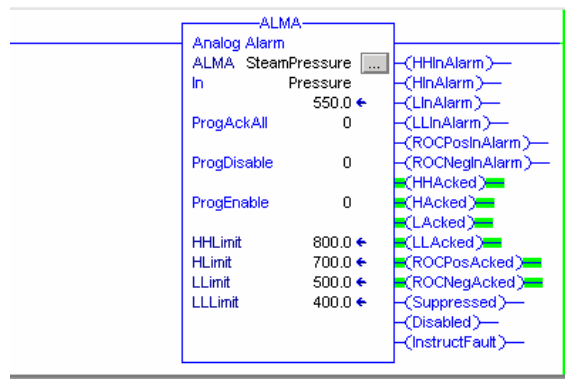 ALMA
Analog Alarm
ALMA SteamPressure ...
(HHInAlarm)
In Pressure
(HInAlarm)
550.0
(LInAlarm)
ProgAckAll 0
(LLInAlarm)
(ROCPosInAlarm)
ProgDisable 0
(ROCNegInAlarm)
(HHAcked)
ProgEnable 0
(HAcked)
(LAcked)
HHLimit 800.0
(LLAcked)
HLimit 700.0
(ROCPosAcked)
LLimit 500.0
(ROCNegAcked)
LLLimit 400.0
(Suppressed)
(Disabled)
(InstructFault)